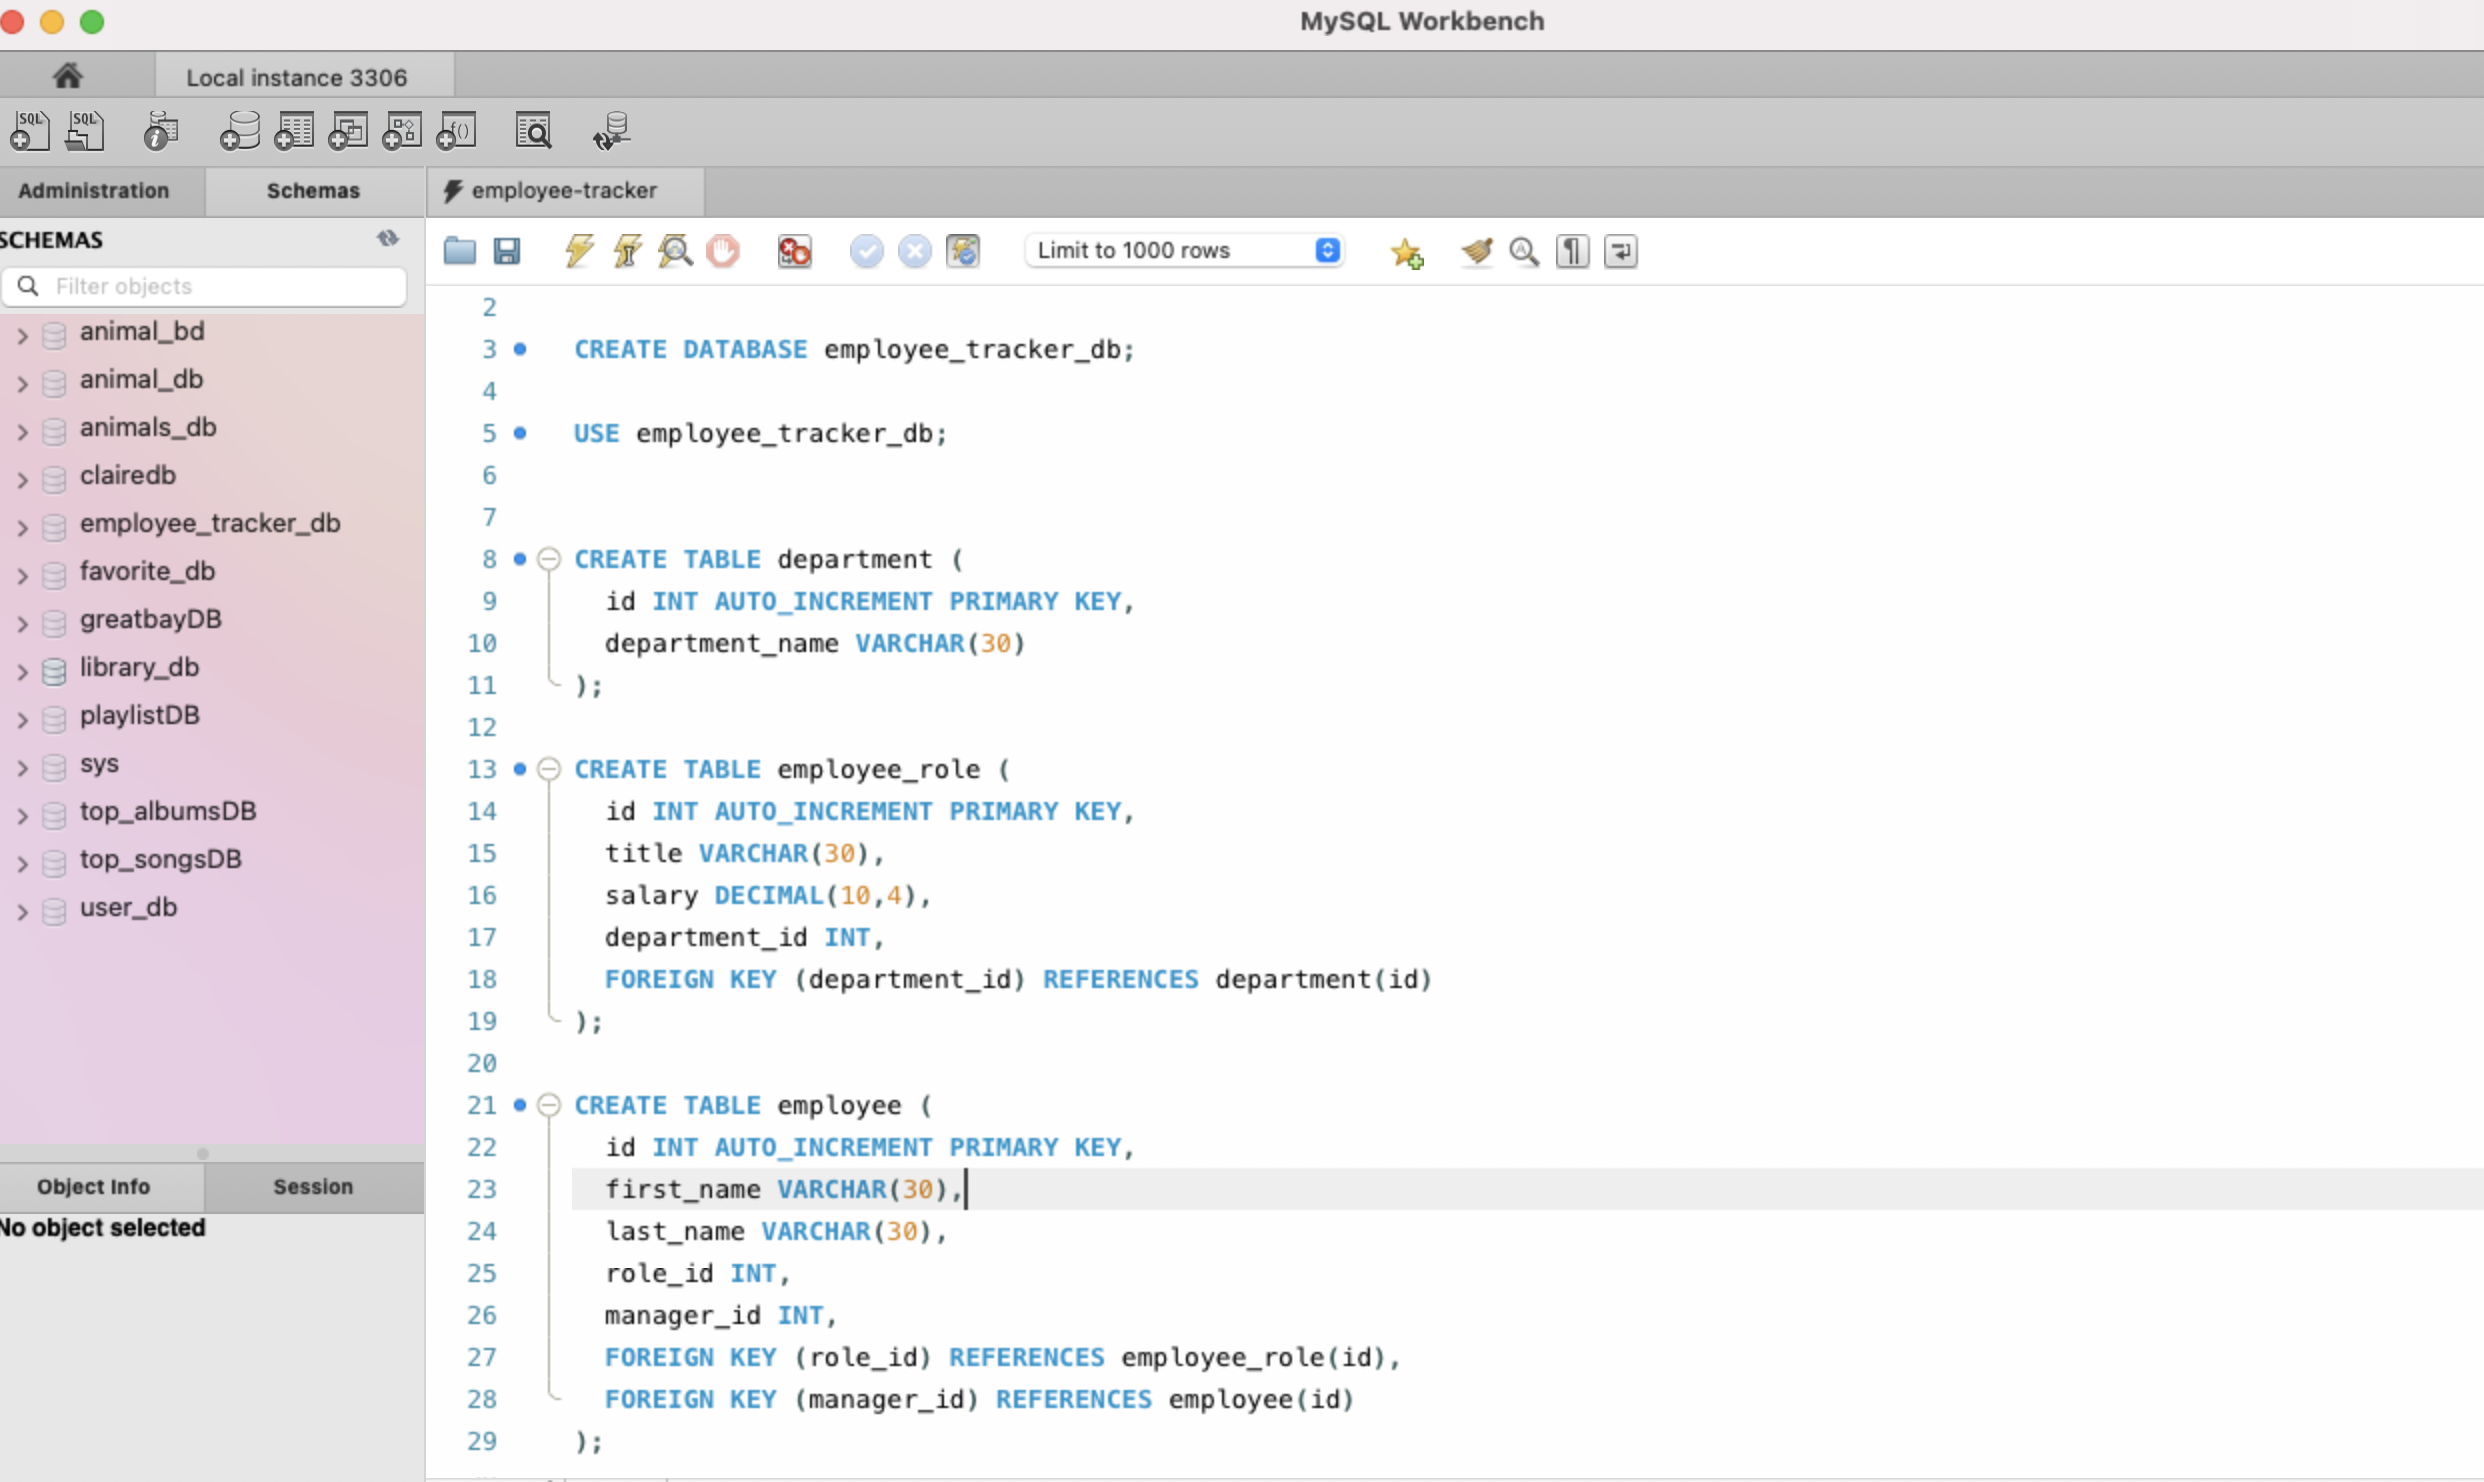 MySQL Workbench
Local instance 3306
SQL SQL
Administration Schemas
employee-tracker
SCHEMAS
Filter objects
animal_bd
animal_db
animals_db
clairedb
employee_tracker_db
favorite_db
greatbayDB
library_db
playlistDB
sys
top_albumsDB
top_songsDB
user_db
Object Info Session
No object selected
Limit to 1000 rows
2
3 CREATE DATABASE employee_tracker_db;
4
5 USE employee_tracker_db;
6
7
8 CREATE TABLE department (
9 id INT AUTO_INCREMENT PRIMARY KEY,
10 department_name VARCHAR(30)
11 );
12
13 CREATE TABLE employee_role (
14 id INT AUTO_INCREMENT PRIMARY KEY,
15 title VARCHAR(30),
16 salary DECIMAL(10,4),
17 department_id INT,
18 FOREIGN KEY (department_id) REFERENCES department(id)
19 );
20
21 CREATE TABLE employee (
22 id INT AUTO_INCREMENT PRIMARY KEY,
23 first_name VARCHAR(30),
24 last_name VARCHAR(30),
25 role_id INT,
26 manager_id INT,
27 FOREIGN KEY (role_id) REFERENCES employee_role(id),
28 FOREIGN KEY (manager_id) REFERENCES employee(id)
29 );